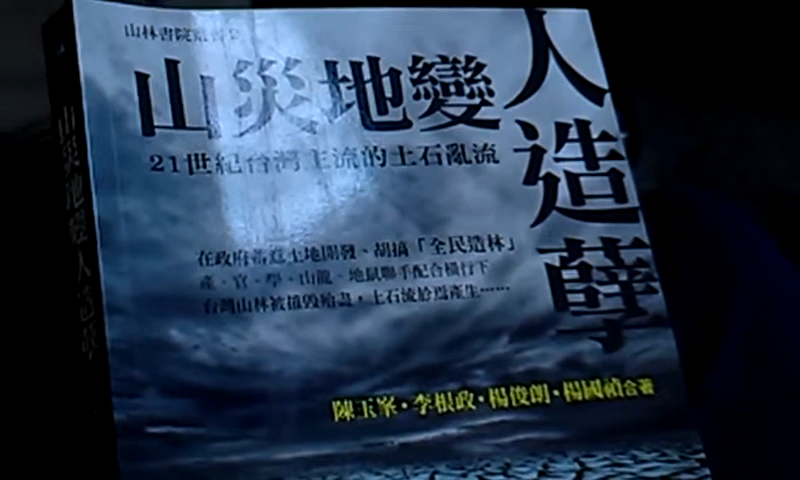 山林書院叢書
山災地變人造孽
21世紀台灣主流的土石亂流
在政府蓄意土地開發、胡搞「全民造林」
產、官、學、山龍、地鼠聯手配合橫行下
台灣山林被摧毀殆盡，土石流於焉產生……
陳玉峯・李根政・楊俊朗・楊國禎合著
山災地變人造孽